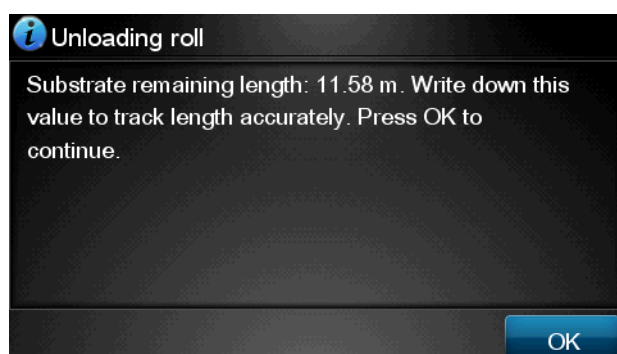 Unloading roll
Substrate remaining length: 11.58 m. Write down this
value to track length accurately. Press OK to
continue.
OK